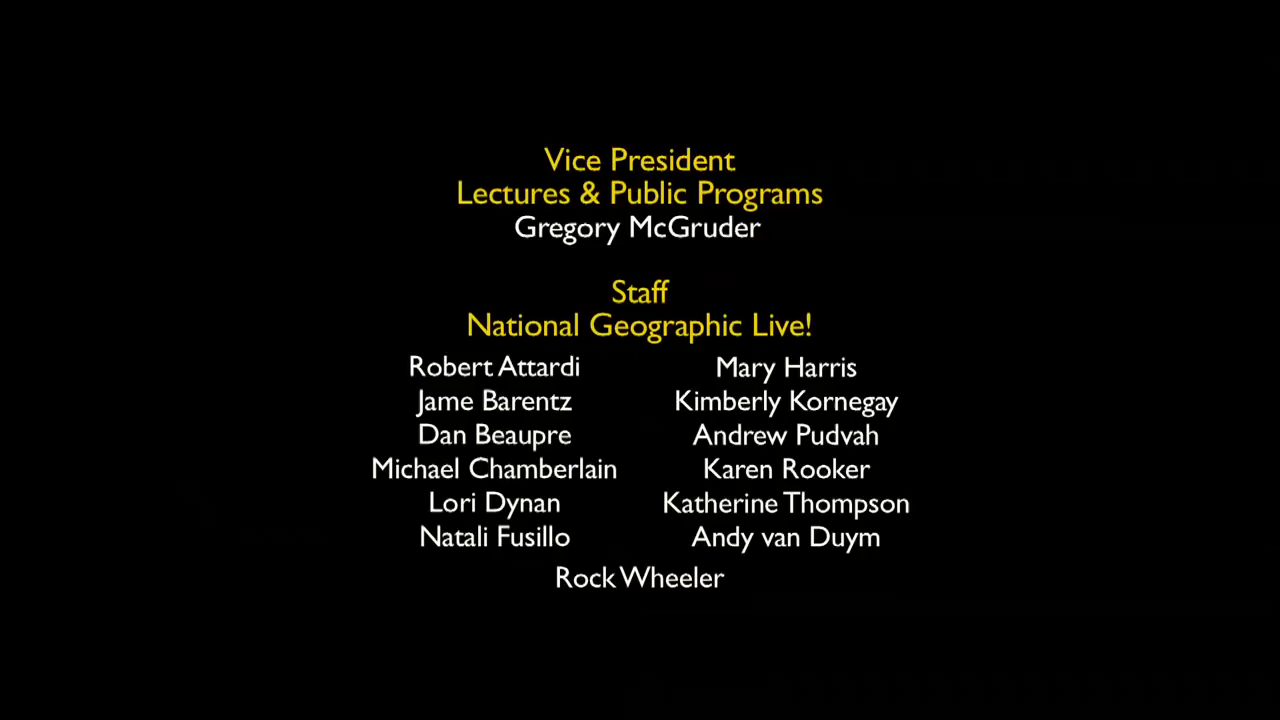 Vice President
Lectures & Public Programs
Gregory McGruder
Staff
National Geographic Live!
Robert Attardi
Jame Barentz
Dan Beaupre
Michael Chamberlain
Lori Dynan
Natali Fusillo
Mary Harris
Kimberly Kornegay
Andrew Pudvah
Karen Rooker
Katherine Thompson
Andy van Duym
Rock Wheeler